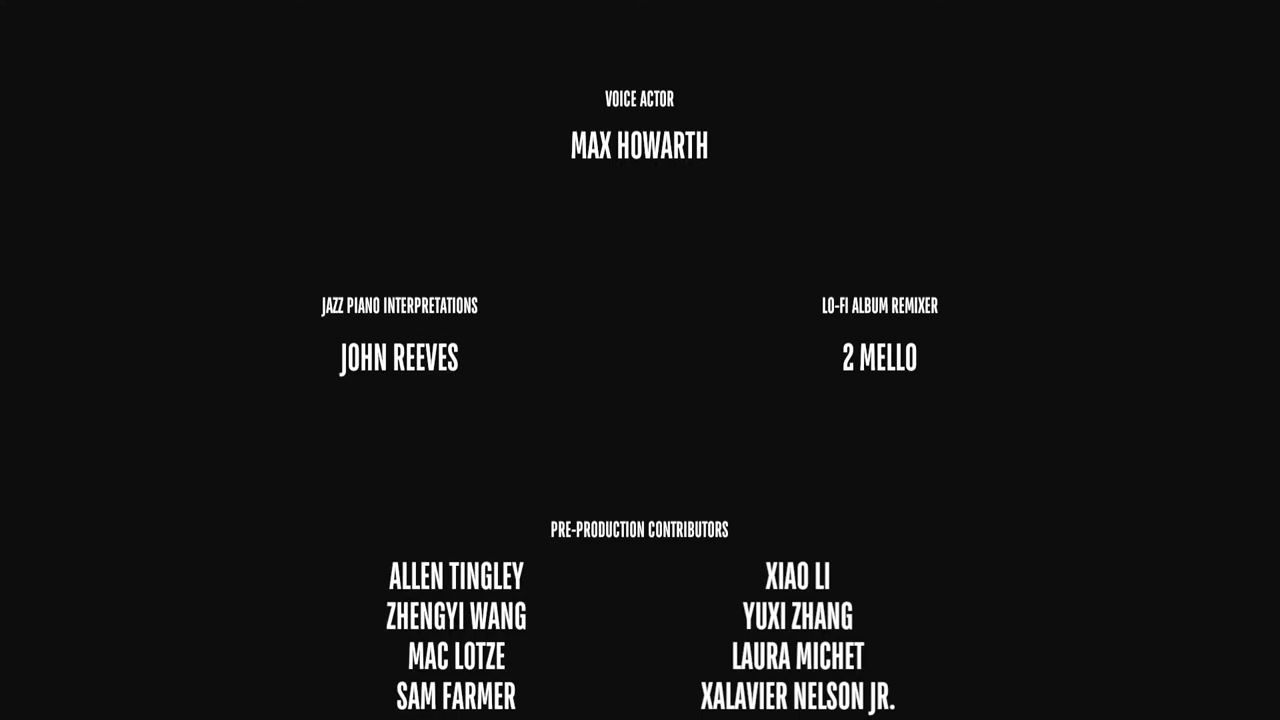 VOICE ACTOR
MAX HOWARTH
JAZZ PIANO INTERPRETATIONS
JOHN REEVES
LO-FI ALBUM REMIXER
2 MELLO
PRE-PRODUCTION CONTRIBUTORS
ALLEN TINGLEY
ZHENGYI WANG
MAC LOTZE
SAM FARMER
XIAO LI
YUXI ZHANG
LAURA MICHET
XALAVIER NELSON JR.